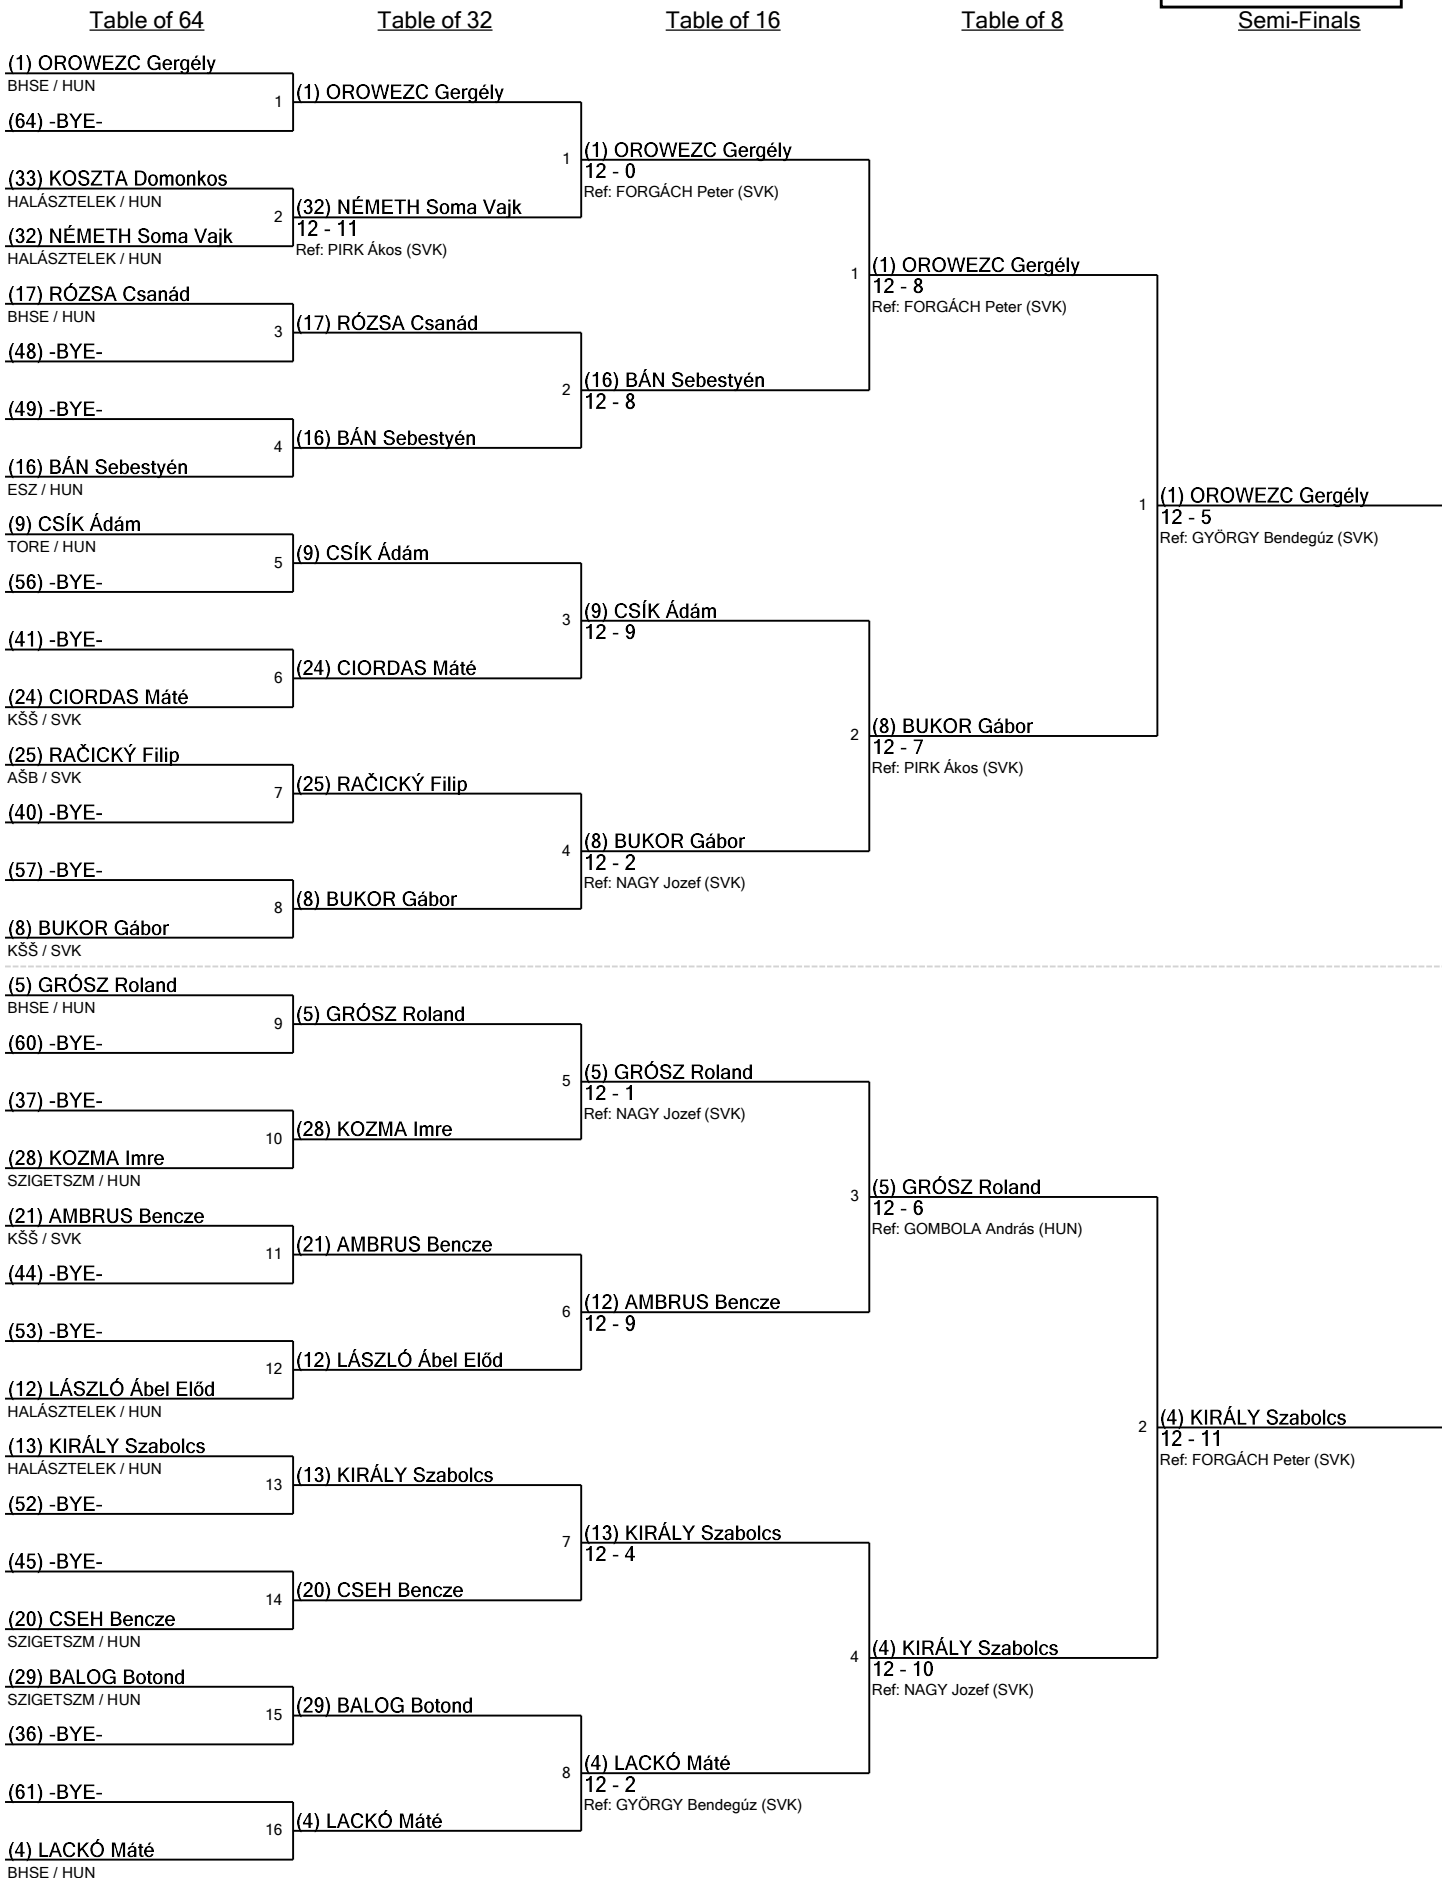 Table of 64
Table of 32
Table of 16
Table of 8
Semi-Finals
(1) OROWEZC Gergély
BHSE / HUN
1
(64) -BYE-
(33) KOSZTA Domonkos
HALÁSZTELEK / HUN
2
(32) NÉMETH Soma Vajk
HALÁSZTELEK / HUN
(17) RÓZSA Csanád
BHSE / HUN
3
(48) -BYE-
(49) -BYE-
4
(16) BÁN Sebestyén
ESZ / HUN
(9) CSÍK Ádám
TORE / HUN
5
(56) -BYE-
(41) -BYE-
6
(24) CIORDAS Máté
KŠŠ / SVK
(25) RAČICKÝ Filip
AŠB / SVK
7
(40) -BYE-
(57) -BYE-
8
(8) BUKOR Gábor
KŠŠ / SVK
(5) GRÓSZ Roland
BHSE / HUN
9
(60) -BYE-
(37) -BYE-
10
(28) KOZMA Imre
SZIGETSZM / HUN
(21) AMBRUS Bencze
KŠŠ / SVK
11
(44) -BYE-
(53) -BYE-
12
(12) LÁSZLÓ Ábel Előd
HALÁSZTELEK / HUN
(13) KIRÁLY Szabolcs
HALÁSZTELEK / HUN
13
(52) -BYE-
(45) -BYE-
14
(20) CSEH Bencze
SZIGETSZM / HUN
(29) BALOG Botond
SZIGETSZM / HUN
15
(36) -BYE-
(61) -BYE-
16
(4) LACKÓ Máté
BHSE / HUN
(1) OROWEZC Gergély
1
(32) NÉMETH Soma Vajk
12 - 11
Ref: PIRK Ákos (SVK)
(17) RÓZSA Csanád
2
(16) BÁN Sebestyén
(9) CSÍK Ádám
3
(24) CIORDAS Máté
(25) RAČICKÝ Filip
4
(8) BUKOR Gábor
(5) GRÓSZ Roland
5
(28) KOZMA Imre
(21) AMBRUS Bencze
6
(12) LÁSZLÓ Ábel Előd
(13) KIRÁLY Szabolcs
7
(20) CSEH Bencze
(29) BALOG Botond
8
(4) LACKÓ Máté
(1) OROWEZC Gergély
12 - 0
Ref: FORGÁCH Peter (SVK)
1
(16) BÁN Sebestyén
12 - 8
(9) CSÍK Ádám
12 - 9
2
(8) BUKOR Gábor
12 - 2
Ref: NAGY Jozef (SVK)
(5) GRÓSZ Roland
12 - 1
Ref: NAGY Jozef (SVK)
3
(12) AMBRUS Bencze
12 - 9
(13) KIRÁLY Szabolcs
12 - 4
4
(4) LACKÓ Máté
12 - 2
Ref: GYÖRGY Bendegúz (SVK)
(1) OROWEZC Gergély
12 - 8
Ref: FORGÁCH Peter (SVK)
1
(8) BUKOR Gábor
12 - 7
Ref: PIRK Ákos (SVK)
(5) GRÓSZ Roland
12 - 6
Ref: GOMBOLA András (HUN)
2
(4) KIRÁLY Szabolcs
12 - 10
Ref: NAGY Jozef (SVK)
(1) OROWEZC Gergély
12 - 5
Ref: GYÖRGY Bendegúz (SVK)
(4) KIRÁLY Szabolcs
12 - 11
Ref: FORGÁCH Peter (SVK)